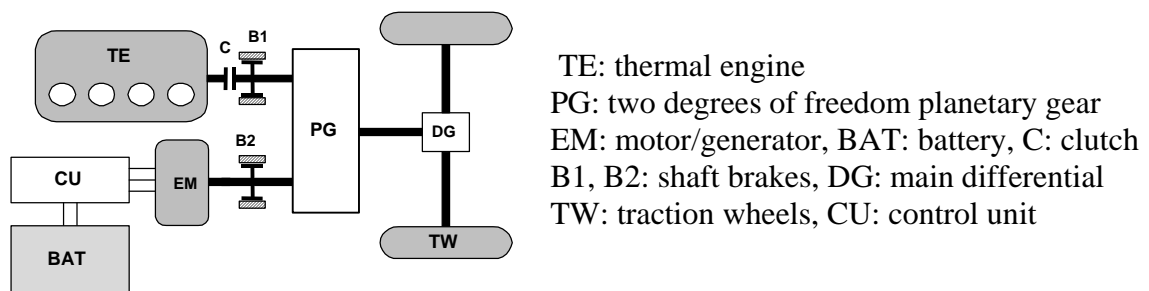 TE
C
B1
PG
DG
B2
CU
EM
BAT
TW
TE: thermal engine
PG: two degrees of freedom planetary gear
EM: motor/generator, BAT: battery, C: clutch
B1, B2: shaft brakes, DG: main differential
TW: traction wheels, CU: control unit